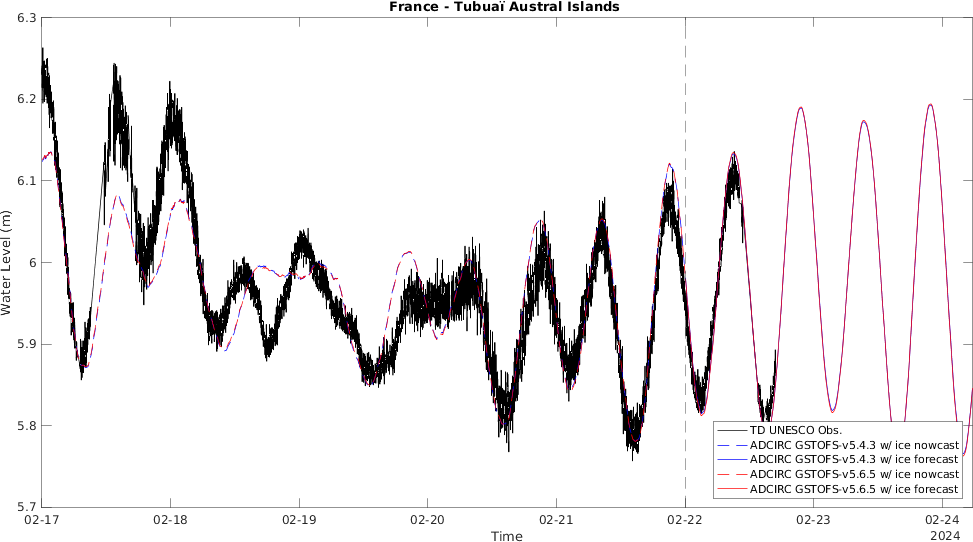 France - Tubuaï Austral Islands
6.3
6.2
6.1
6
5.9
5.8
5.7
Water Level (m)
TD UNESCO Obs.
ADCIRC GSTOFS-v5.4.3 w/ ice nowcast
ADCIRC GSTOFS-v5.4.3 w/ ice forecast
ADCIRC GSTOFS-v5.6.5 w/ ice nowcast
ADCIRC GSTOFS-v5.6.5 w/ ice forecast
02-17 02-18 02-19 02-20 02-21 02-22 02-23 02-24
Time
2024